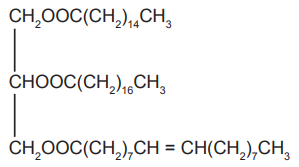 CH₂OOC(CH₂)₁₄CH₃
CHOOC(CH₂)₁₆CH₃
CH₂OOC(CH₂)₇CH = CH(CH₂)₇CH₃